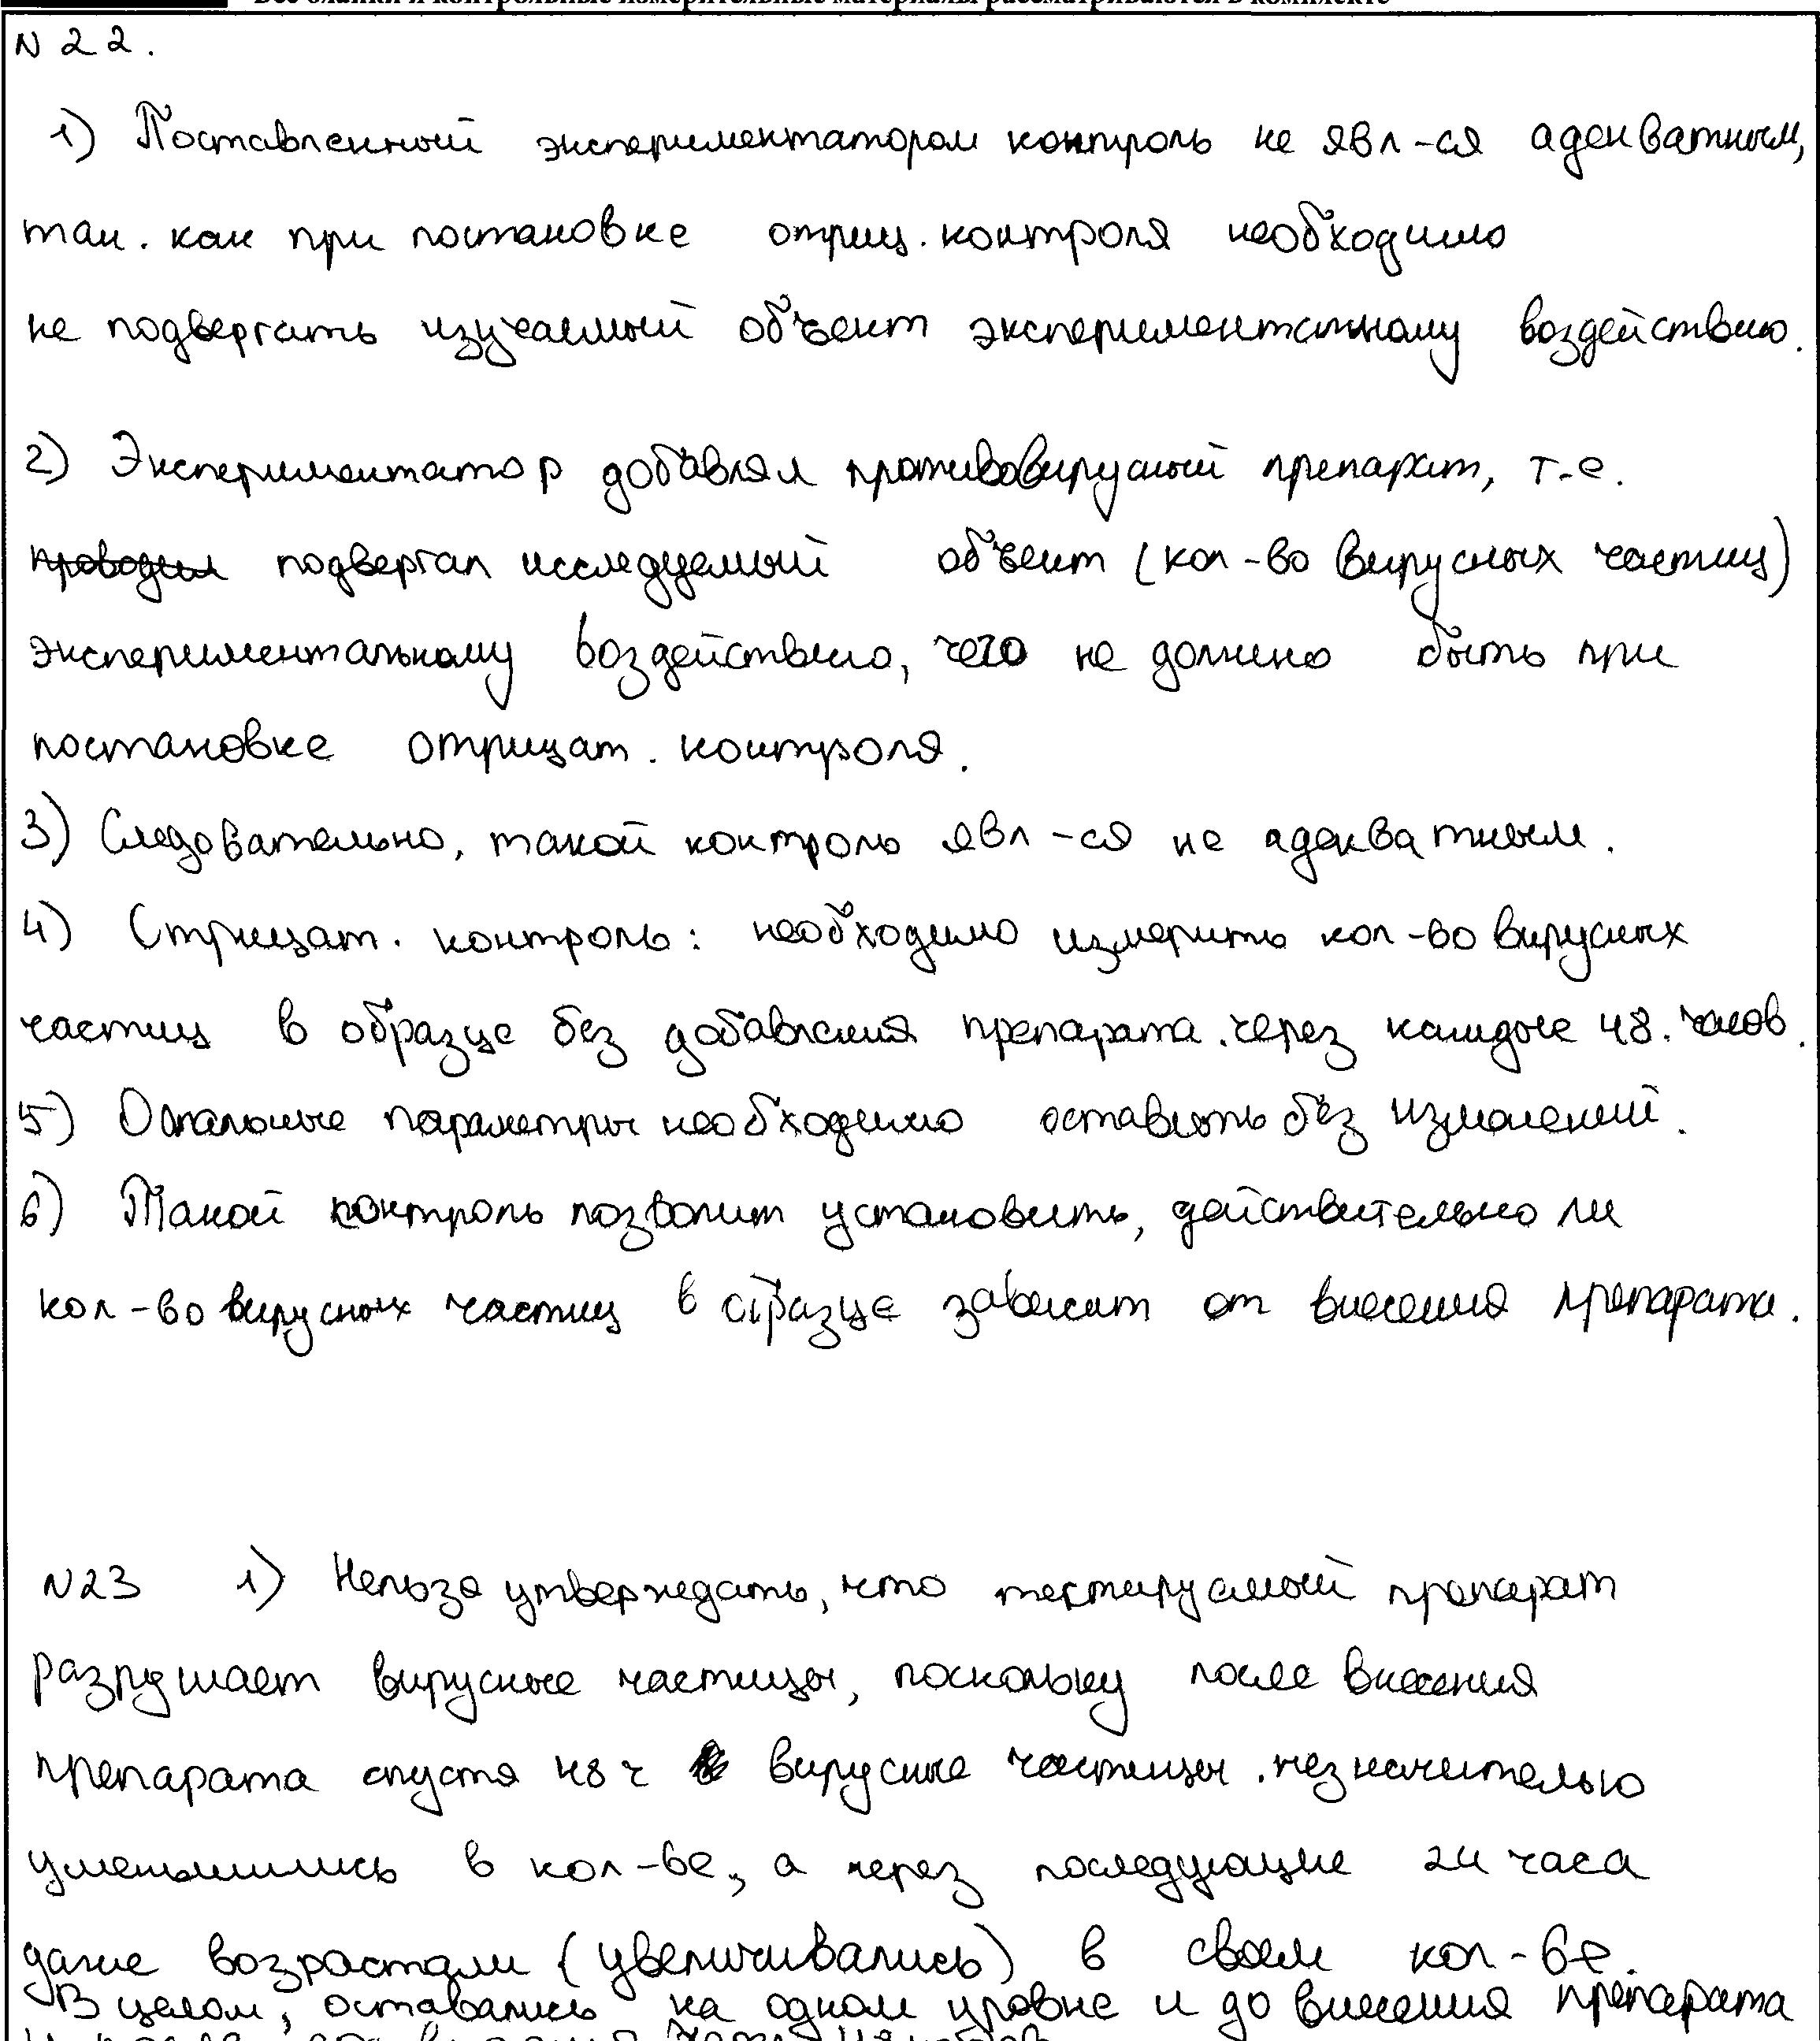 Все бланки и контрольные измерительные материалы рассматриваются в комплекте
N 22.
1) Поставленный экспериментатором контроль не явл-ся адекватным,
так. как при постановке отриц. контроля необходимо
не подвергать изучаемый объект экспериментальному воздействию.
2) Экспериментатор добавлял противовирусный препарат, т.е.
проводил подвергал исследуемый объект (кол-во вирусных частиц)
экспериментальному воздействию, чего не должно быть при
постановке отрицат. контроля.
3) Следовательно, такой контроль явл-ся не адекватным.
4) Отрицат. контроль: необходимо измерить кол-во вирусных
частиц в образце без добавления препарата. через каждые 48. часов.
5) Остальные параметры необходимо оставить без изменений.
6) Такой контроль позволит установить, действительно ли
кол-во вирусных частиц в образце зависит от внесения препарата.
N23 1) Нельзя утверждать, что тестируемый препарат
разрушает вирусные частицы, поскольку после внесения
препарата спустя 48 ч вирусные частицы. незначительно
уменьшились в кол-ве, а через последующие 24 часа
даже возрастали (увеличивались) в своем кол-ве.
В целом, оставались на одном уровне и до внесения препарата